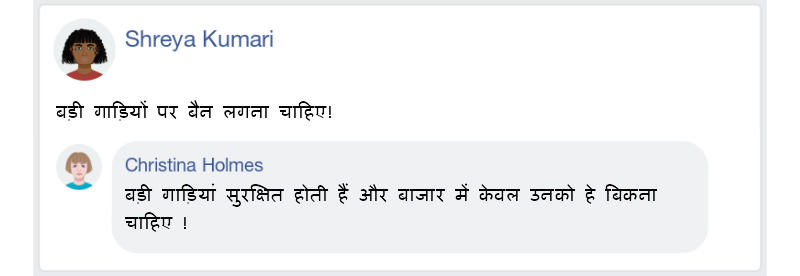 Shreya Kumari
बड़ी गाड़ियों पर बैन लगना चाहिए!
Christina Holmes
बड़ी गाड़ियां सुरक्षित होती हैं और बाजार में केवल उनको हे बिकना
चाहिए !